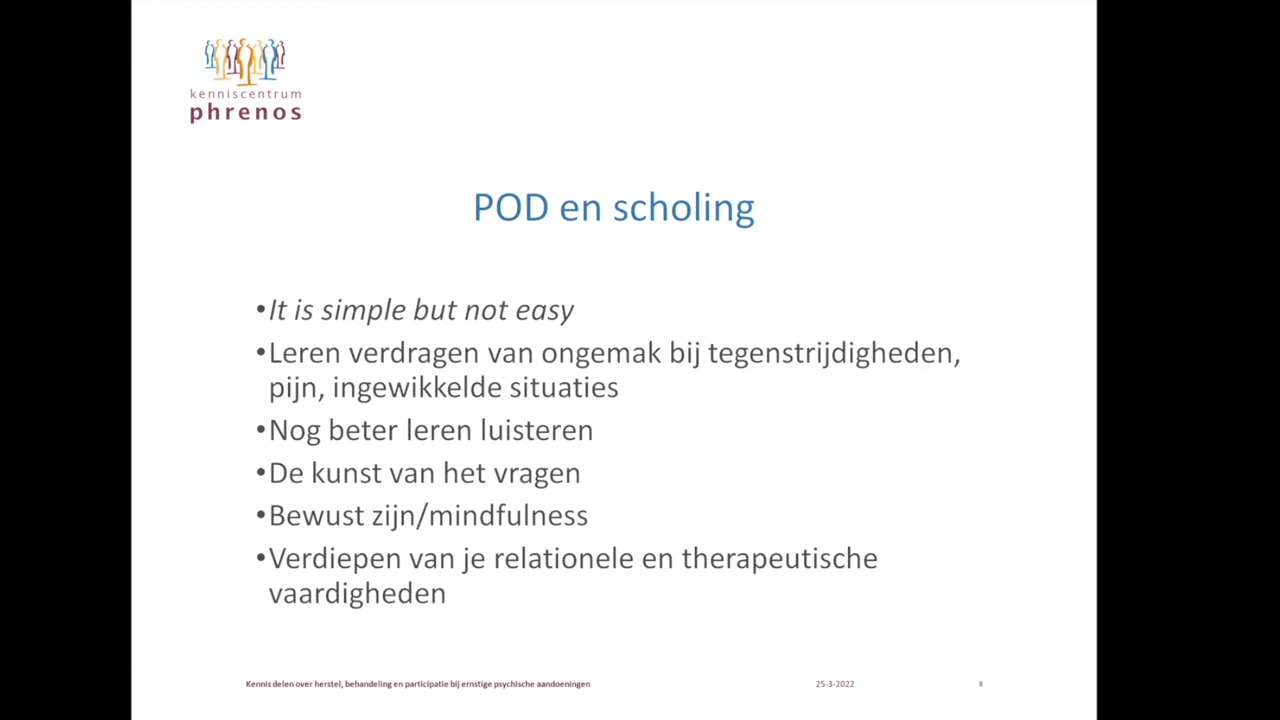 kenniscentrum
phrenos
POD en scholing
•It is simple but not easy
•Leren verdragen van ongemak bij tegenstrijdigheden,
pijn, ingewikkelde situaties
•Nog beter leren luisteren
•De kunst van het vragen
•Bewust zijn/mindfulness
•Verdiepen van je relationele en therapeutische
vaardigheden
Kennis delen over herstel, behandeling en participatie bij ernstige psychische aandoeningen
25-3-2022
8